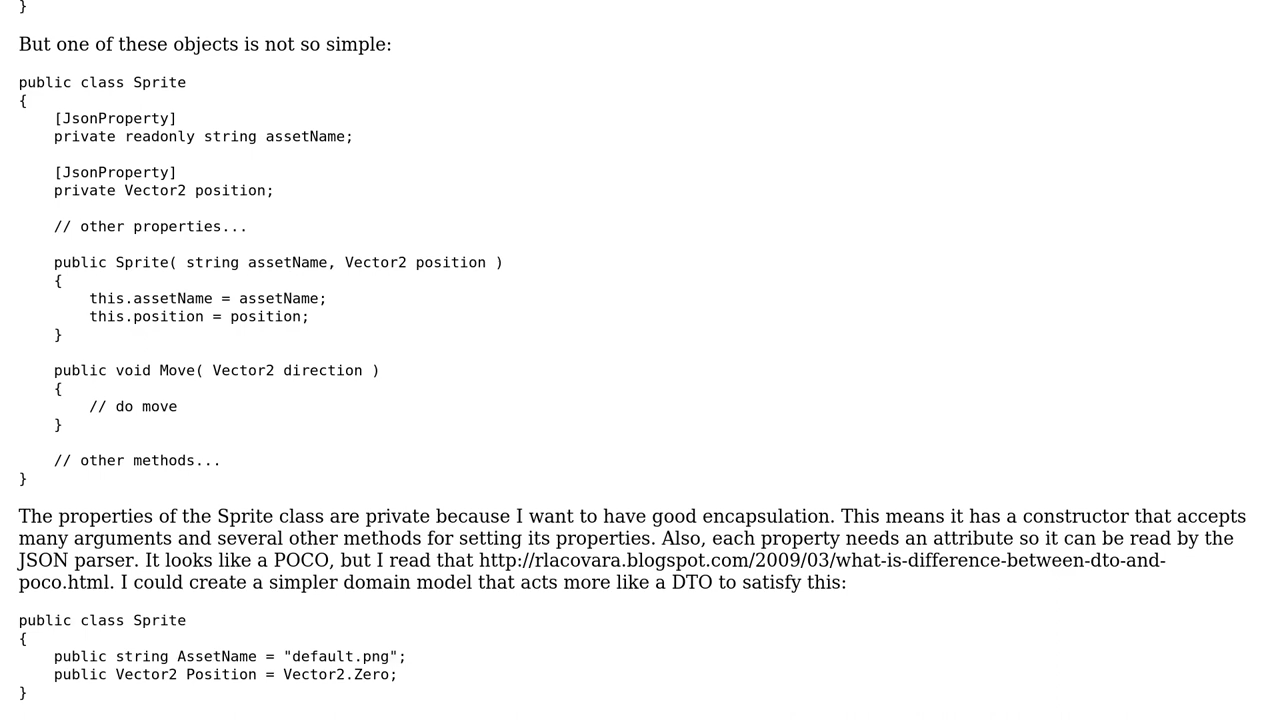 }
But one of these objects is not so simple:
public class Sprite
{
    [JsonProperty]
    private readonly string assetName;
    [JsonProperty]
    private Vector2 position;
    // other properties...
    public Sprite( string assetName, Vector2 position )
    {
        this.assetName = assetName;
        this.position = position;
    }
    public void Move( Vector2 direction )
    {
        // do move
    }
    // other methods...
}
The properties of the Sprite class are private because I want to have good encapsulation. This means it has a constructor that accepts
many arguments and several other methods for setting its properties. Also, each property needs an attribute so it can be read by the
JSON parser. It looks like a POCO, but I read that http://rlacovara.blogspot.com/2009/03/what-is-difference-between-dto-and-
poco.html. I could create a simpler domain model that acts more like a DTO to satisfy this:
public class Sprite
{
    public string AssetName = "default.png";
    public Vector2 Position = Vector2.Zero;
}